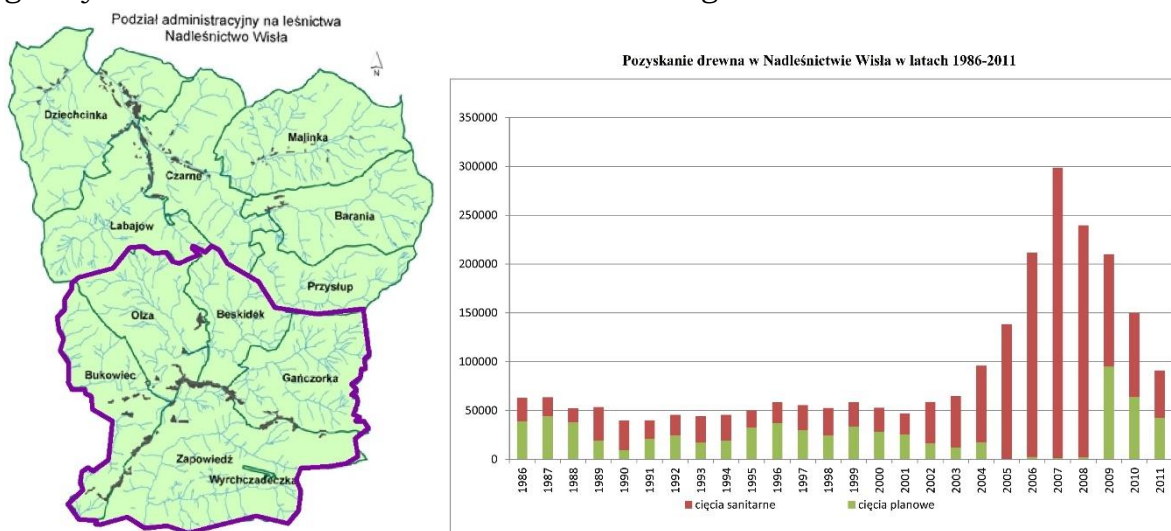 Podział administracyjny na leśnictwa
Nadleśnictwo Wisła
N
Dziechcinka
Malinka
Czarne
Barania
Łabajów
Przysłup
Olza
Beskidek
Bukowiec
Gańczorka
Zapowiedź
Wyrchczadeczka
Pozyskanie drewna w Nadleśnictwie Wisła w latach 1986-2011
350000
300000
250000
200000
150000
100000
50000
0
1986
1987
1988
1989
1990
1991
1992
1993
1994
1995
1996
1997
1998
1999
2000
2001
2002
2003
2004
2005
2006
2007
2008
2009
2010
2011
cięcia sanitarne
cięcia planowe